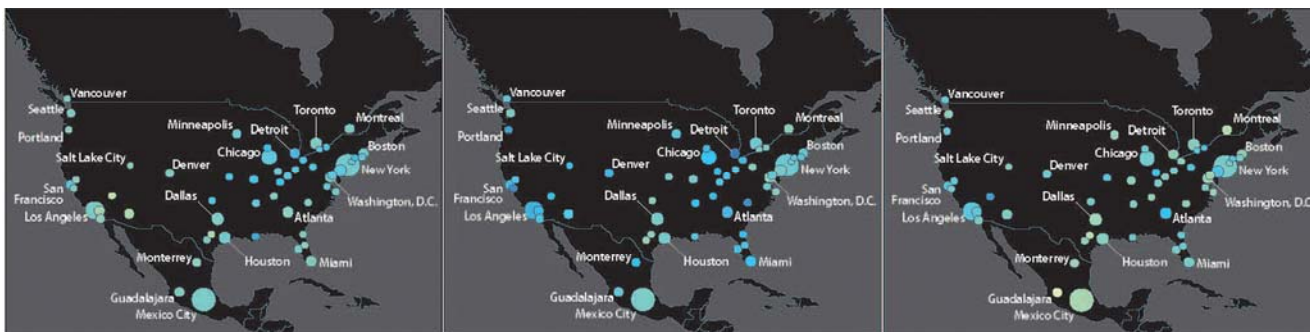 Vancouver
Seattle
Portland
Minneapolis
Toronto
Montreal
Detroit
Boston
Chicago
New York
Salt Lake City
Denver
San
Francisco
Los Angeles
Dallas
Atlanta
Washington, D.C.
Monterrey
Houston
Miami
Guadalajara
Mexico City
Vancouver
Seattle
Portland
Minneapolis
Toronto
Montreal
Detroit
Boston
Chicago
New York
Salt Lake City
Denver
San
Francisco
Los Angeles
Dallas
Atlanta
Washington, D.C.
Monterrey
Houston
Miami
Guadalajara
Mexico City
Vancouver
Seattle
Portland
Minneapolis
Toronto
Montreal
Detroit
Boston
Chicago
New York
Salt Lake City
Denver
San
Francisco
Los Angeles
Dallas
Atlanta
Washington, D.C.
Monterrey
Houston
Miami
Guadalajara
Mexico City